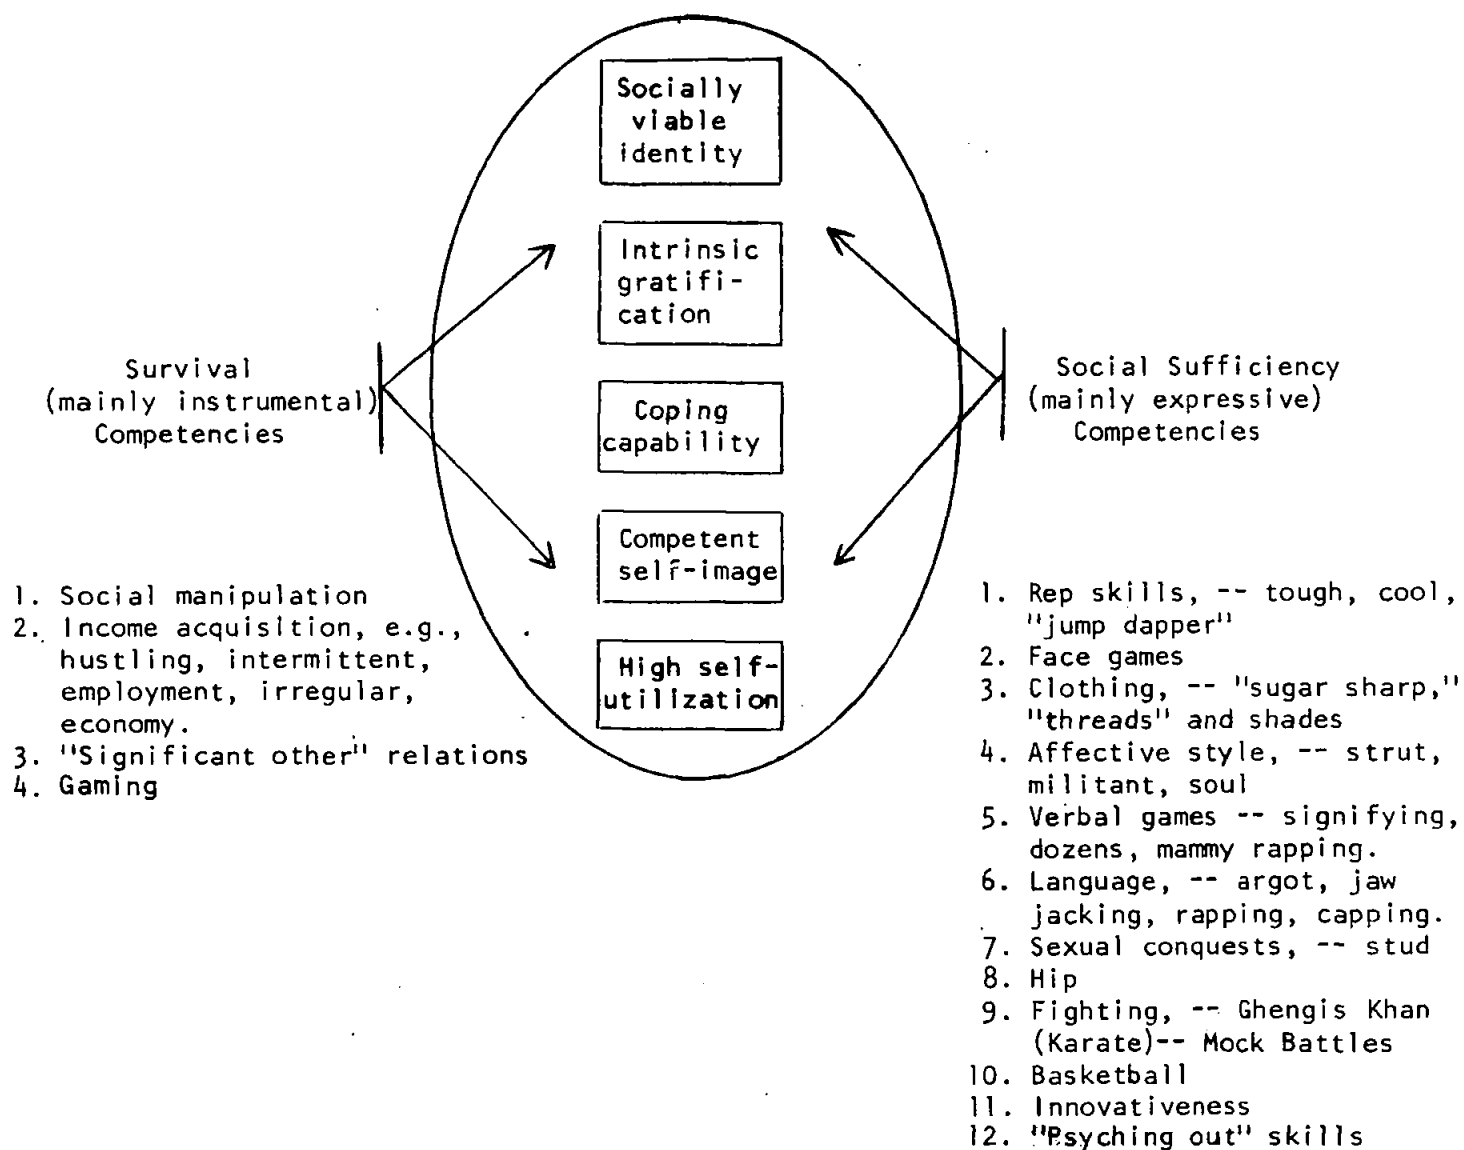 Socially
viable
identity
Intrinsic
gratifi-
cation
Coping
capability
Competent
self-image
High self-
utilization
Survival
(mainly instrumental)
Competencies
1. Social manipulation
2. Income acquisition, e.g.,
hustling, intermittent,
employment, irregular,
economy.
3. "Significant other" relations
4. Gaming
Social Sufficiency
(mainly expressive)
Competencies
1. Rep skills, -- tough, cool,
"jump dapper"
2. Face games
3. Clothing, -- "sugar sharp,"
"threads" and shades
4. Affective style, -- strut,
militant, soul
5. Verbal games -- signifying,
dozens, mammy rapping.
6. Language, -- argot, jaw
jacking, rapping, capping.
7. Sexual conquests, -- stud
8. Hip
9. Fighting, -- Ghengis Khan
(Karate)-- Mock Battles
10. Basketball
11. Innovativeness
12. "Psyching out" skills